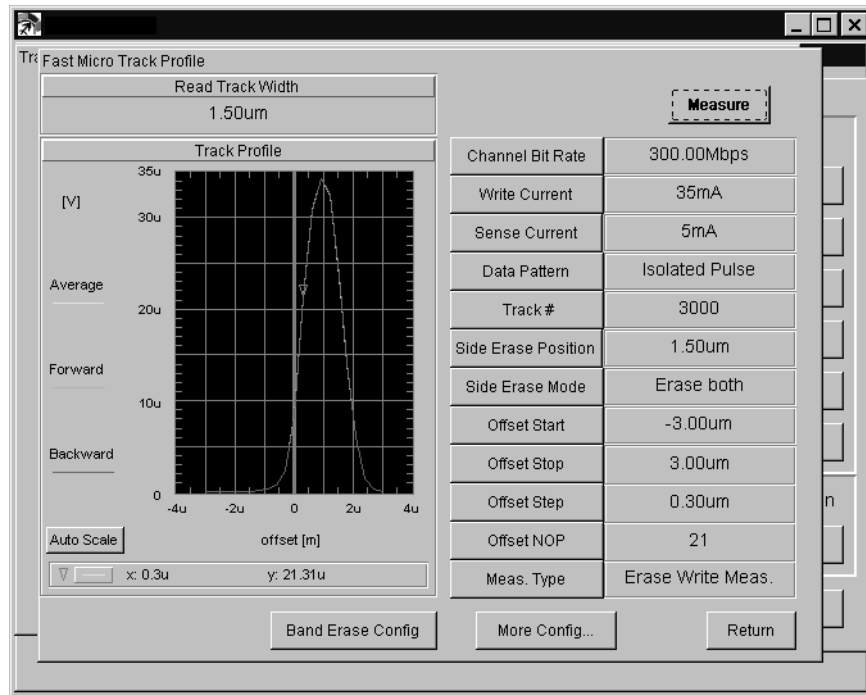 Tra
Fast Micro Track Profile
Read Track Width
1.50um
Measure
Track Profile
[V]
35u
30u
20u
10u
0
Average
Forward
Backward
-4u -2u 0 2u 4u
offset [m]
Auto Scale
x: 0.3u y: 21.31u
Channel Bit Rate 300.00Mbps
Write Current 35mA
Sense Current 5mA
Data Pattern Isolated Pulse
Track # 3000
Side Erase Position 1.50um
Side Erase Mode Erase both
Offset Start -3.00um
Offset Stop 3.00um
Offset Step 0.30um
Offset NOP 21
Meas. Type Erase Write Meas.
n
Band Erase Config
More Config...
Return